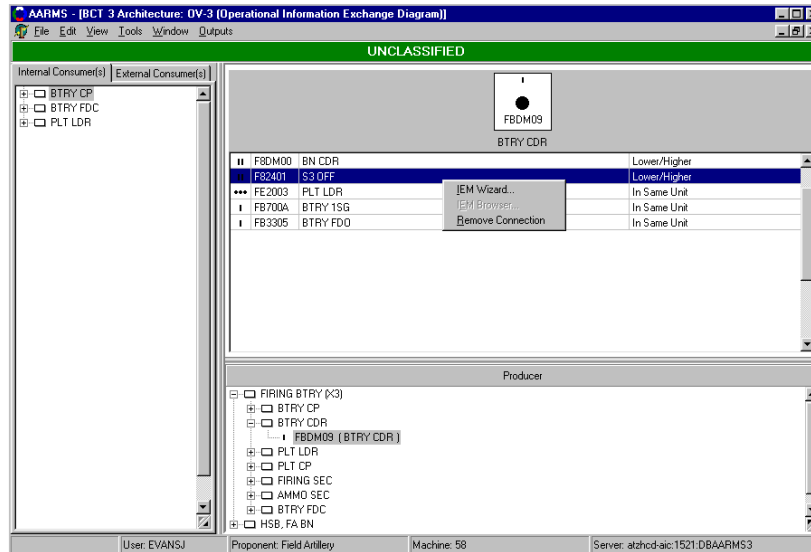 AARMS - [BCT 3 Architecture: OV-3 (Operational Information Exchange Diagram)]
File Edit View Tools Window Outputs
UNCLASSIFIED
Internal Consumer(s) External Consumer(s)
BTRY CP
BTRY FDC
PLT LDR
FBDM09
BTRY CDR
F8DM00 BN CDR Lower/Higher
F82401 S3 OFF Lower/Higher
FE2003 PLT LDR In Same Unit
FB700A BTRY 1SG In Same Unit
FB3305 BTRY FDO In Same Unit
IEM Wizard...
IEM Browser...
Remove Connection
Producer
FIRING BTRY (X3)
BTRY CP
BTRY CDR
FBDM09 ( BTRY CDR )
PLT LDR
PLT CP
FIRING SEC
AMMO SEC
BTRY FDC
HSB, FA BN
User: EVANSJ Proponent: Field Artillery Machine: 58 Server: atzhcd-aic:1521:DBAARMS3